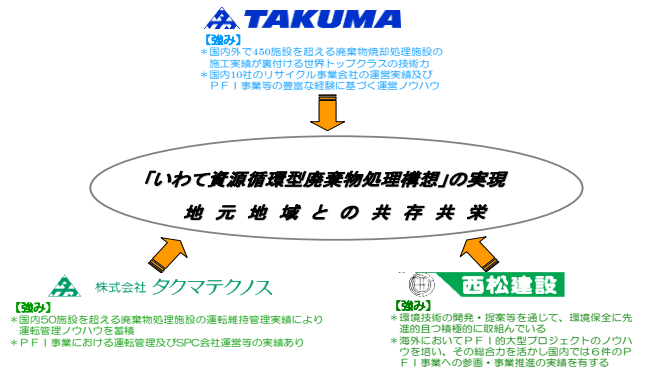 TAKUMA
【強み】
＊国内外で450施設を超える廃棄物焼却処理施設の
施工実績が裏付ける世界トップクラスの技術力
＊国内10社のリサイクル事業会社の運営実績及び
ＰＦＩ事業等の豊富な経験に基づく運営ノウハウ
「いわて資源循環型廃棄物処理構想」の実現
地元地域との共存共栄
株式会社 タクマテクノス
【強み】
＊国内50施設を超える廃棄物処理施設の運転維持管理実績により
運転管理ノウハウを蓄積
＊ＰＦＩ事業における運転管理及びSPC会社運営等の実績あり
西松建設
【強み】
＊環境技術の開発・提案等を通じて、環境保全に先
進的且つ積極的に取組んでいる
＊海外においてＰＦＩ的大型プロジェクトのノウハ
ウを培い、その総合力を活かし国内では６件のＰ
ＦＩ事業への参画・事業推進の実績を有する